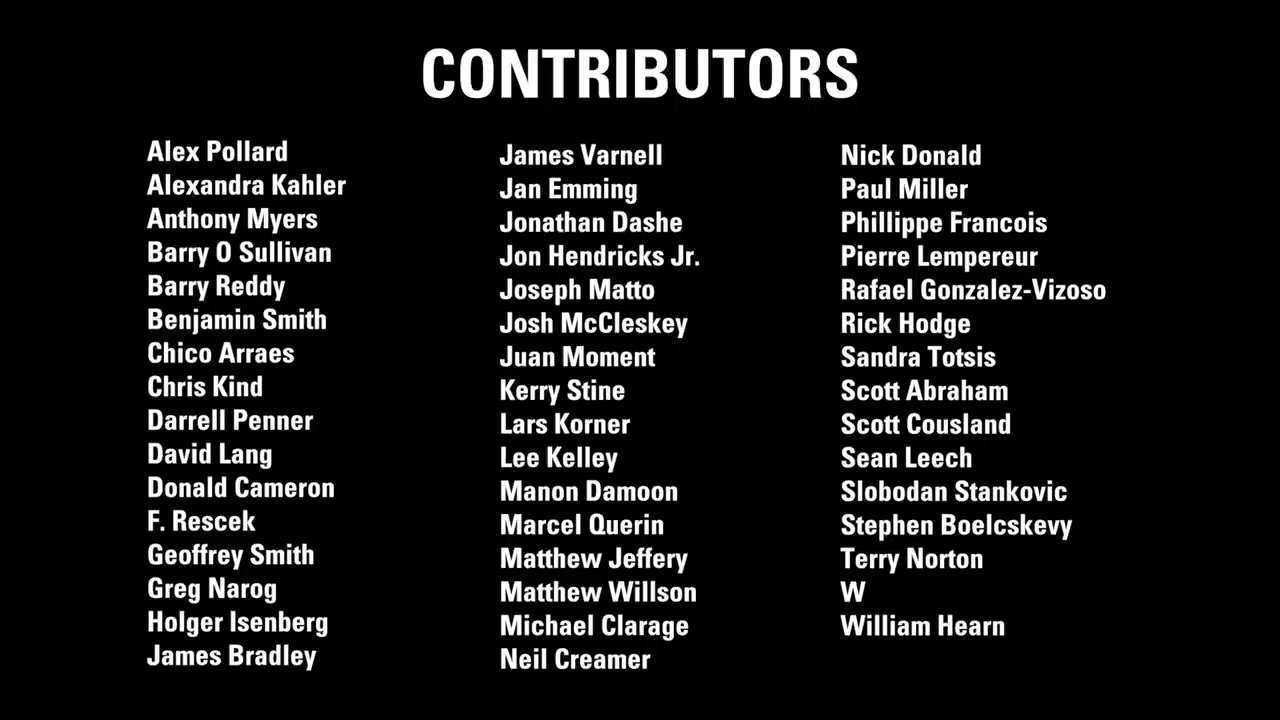 CONTRIBUTORS
Alex Pollard
Alexandra Kahler
Anthony Myers
Barry O Sullivan
Barry Reddy
Benjamin Smith
Chico Arraes
Chris Kind
Darrell Penner
David Lang
Donald Cameron
F. Rescek
Geoffrey Smith
Greg Narog
Holger Isenberg
James Bradley
James Varnell
Jan Emming
Jonathan Dashe
Jon Hendricks Jr.
Joseph Matto
Josh McCleskey
Juan Moment
Kerry Stine
Lars Korner
Lee Kelley
Manon Damoon
Marcel Querin
Matthew Jeffery
Matthew Willson
Michael Clarage
Neil Creamer
Nick Donald
Paul Miller
Phillippe Francois
Pierre Lempereur
Rafael Gonzalez-Vizoso
Rick Hodge
Sandra Totsis
Scott Abraham
Scott Cousland
Sean Leech
Slobodan Stankovic
Stephen Boelcskevy
Terry Norton
W
William Hearn